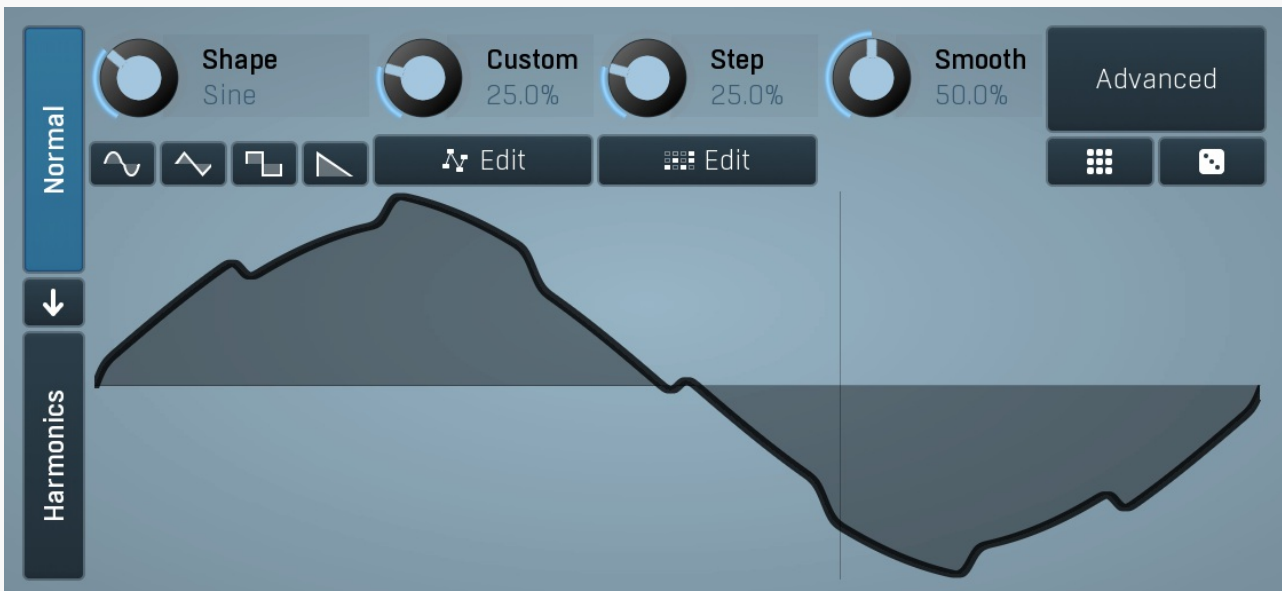 Normal
Harmonics
Shape
Sine
Custom
25.0%
Step
25.0%
Smooth
50.0%
Advanced
Edit
Edit